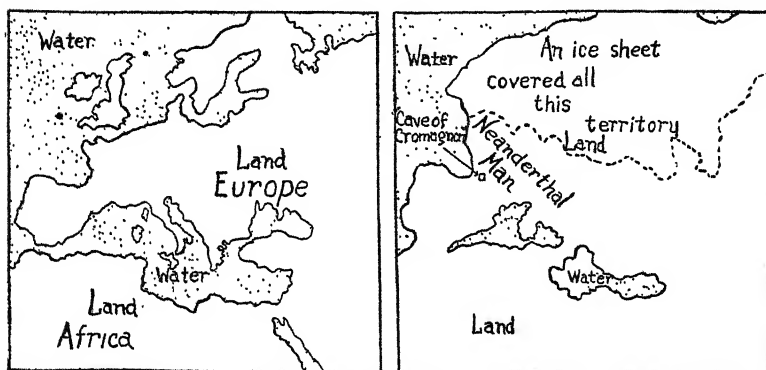 Water
Land
Europe
Water
Land
Africa
Water
An ice sheet
covered all
this
territory
Cave of
Cromagnon
Neanderthal
Man
Land
Water
Land